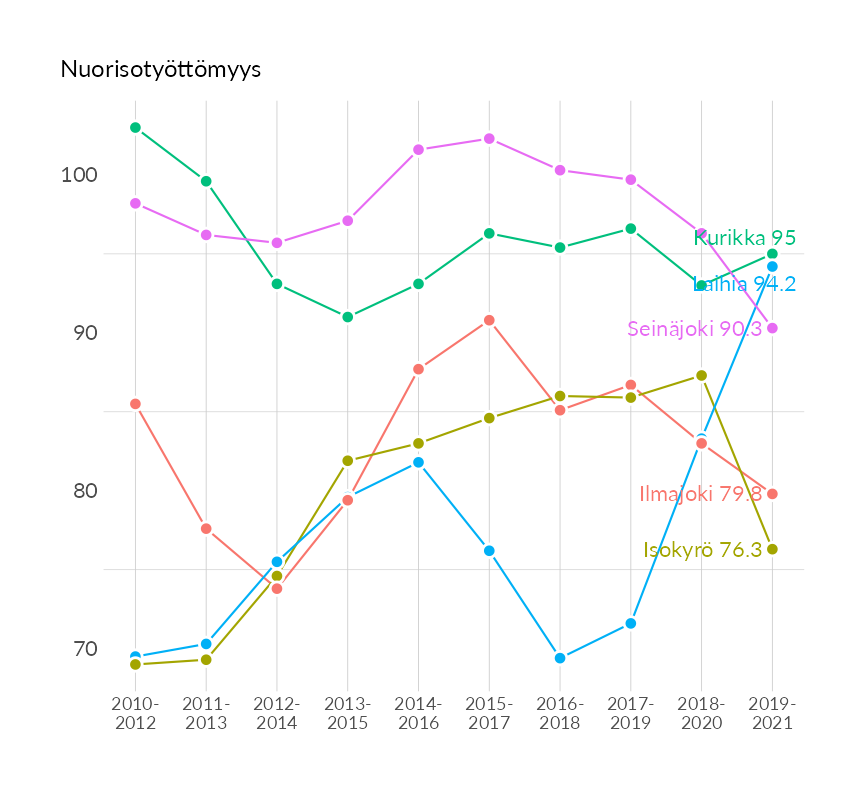 Nuorisotyöttömyys
100
90
80
70
Kurikka 95
Laihia 94.2
Seinäjoki 90.3
Ilmajoki 79.8
Isokyrö 76.3
2010- 2011- 2012- 2013- 2014- 2015- 2016- 2017- 2018- 2019-
2012 2013 2014 2015 2016 2017 2018 2019 2020 2021